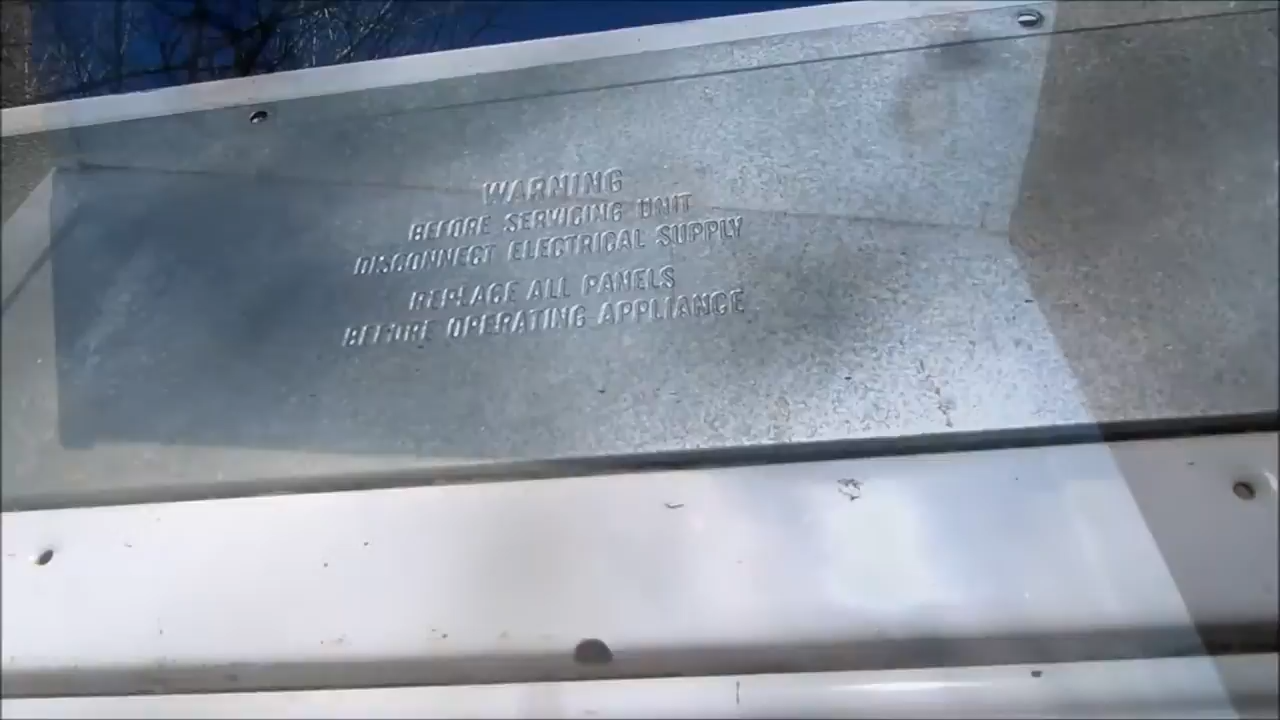 WARNING
BEFORE SERVICING UNIT
DISCONNECT ELECTRICAL SUPPLY
REPLACE ALL PANELS
BEFORE OPERATING APPLIANCE